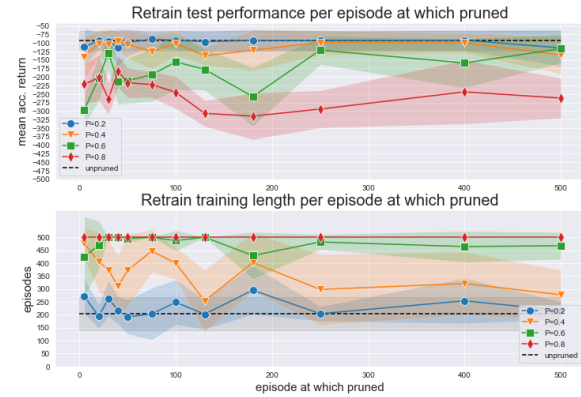 Retrain test performance per episode at which pruned
mean acc. return
−50
−75
−100
−125
−150
−175
−200
−225
−250
−275
−300
−325
−350
−375
−400
−425
−450
−475
−500
P=0.2
P=0.4
P=0.6
P=0.8
unpruned
0
100
200
300
400
500
Retrain training length per episode at which pruned
episodes
500
450
400
350
300
250
200
150
100
50
0
P=0.2
P=0.4
P=0.6
P=0.8
unpruned
0
100
200
300
400
500
episode at which pruned